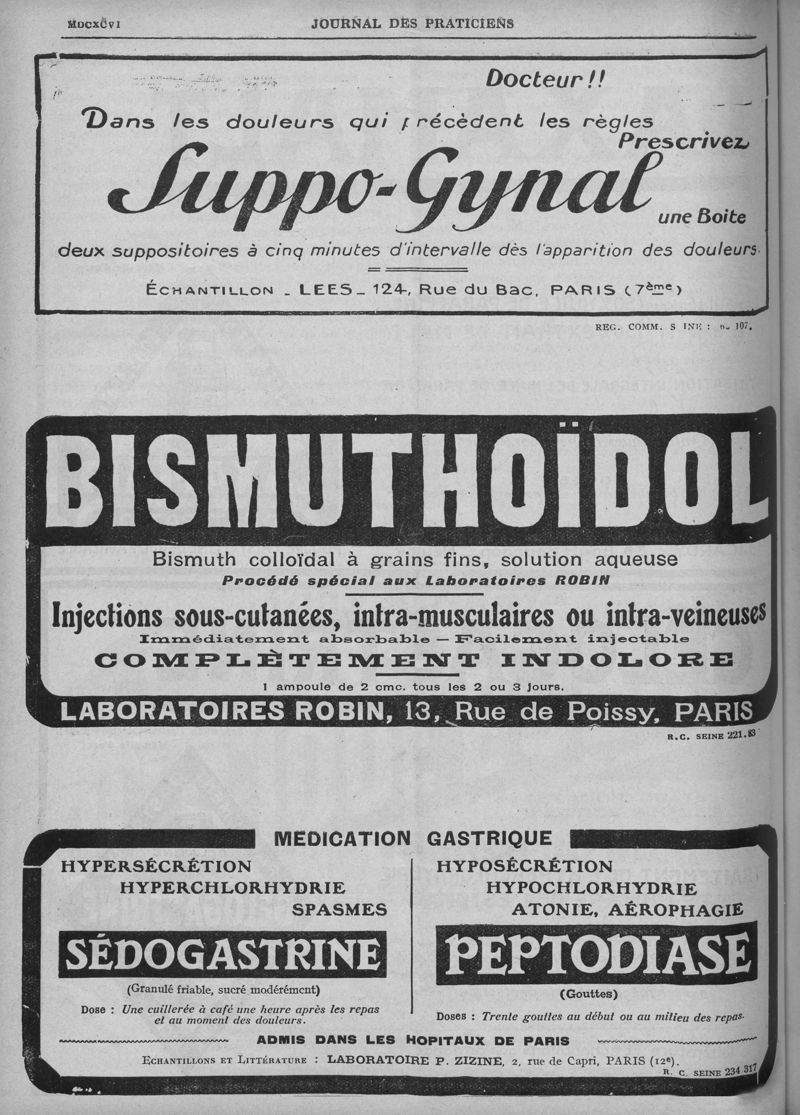 MDCXCVI
JOURNAL DES PRATICIENS
Docteur!!
Dans les douleurs qui précèdent les règles
Prescrivez
Suppo-Gynal
une Boite
deux suppositoires à cinq minutes d'intervalle dès l'apparition des douleurs.
ÉCHANTILLON _ LEES _ 124, Rue du Bac, PARIS (7ème)
REG. COMM. 107.
BISMUTHOÏDOL
Bismuth colloïdal à grains fins, solution aqueuse
Procédé spécial aux Laboratoires ROBIN
Injections sous-cutanées, intra-musculaires ou intra-veineuses
Immédiatement absorbable — Facilement injectable
COMPLÈTEMENT INDOLORE
1 ampoule de 2 cmc. tous les 2 ou 3 jours.
LABORATOIRES ROBIN, 13, Rue de Poissy, PARIS
R.C. SEINE 221.83
MEDICATION GASTRIQUE
HYPERSÉCRÉTION
HYPERCHLORHYDRIE
SPASMES
SÉDOGASTRINE
(Granulé friable, sucré modérément)
Dose : Une cuillerée à café une heure après les repas
et au moment des douleurs.
HYPOSÉCRÉTION
HYPOCHLORHYDRIE
ATONIE, AÉROPHAGIE
PEPTODIASE
(Gouttes)
Doses : Trente gouttes au début ou au milieu des repas.
ADMIS DANS LES HOPITAUX DE PARIS
ECHANTILLONS ET LITTÉRATURE : LABORATOIRE P. ZIZINE, 2, rue de Capri, PARIS (12e).
R. C. SEINE 234 317